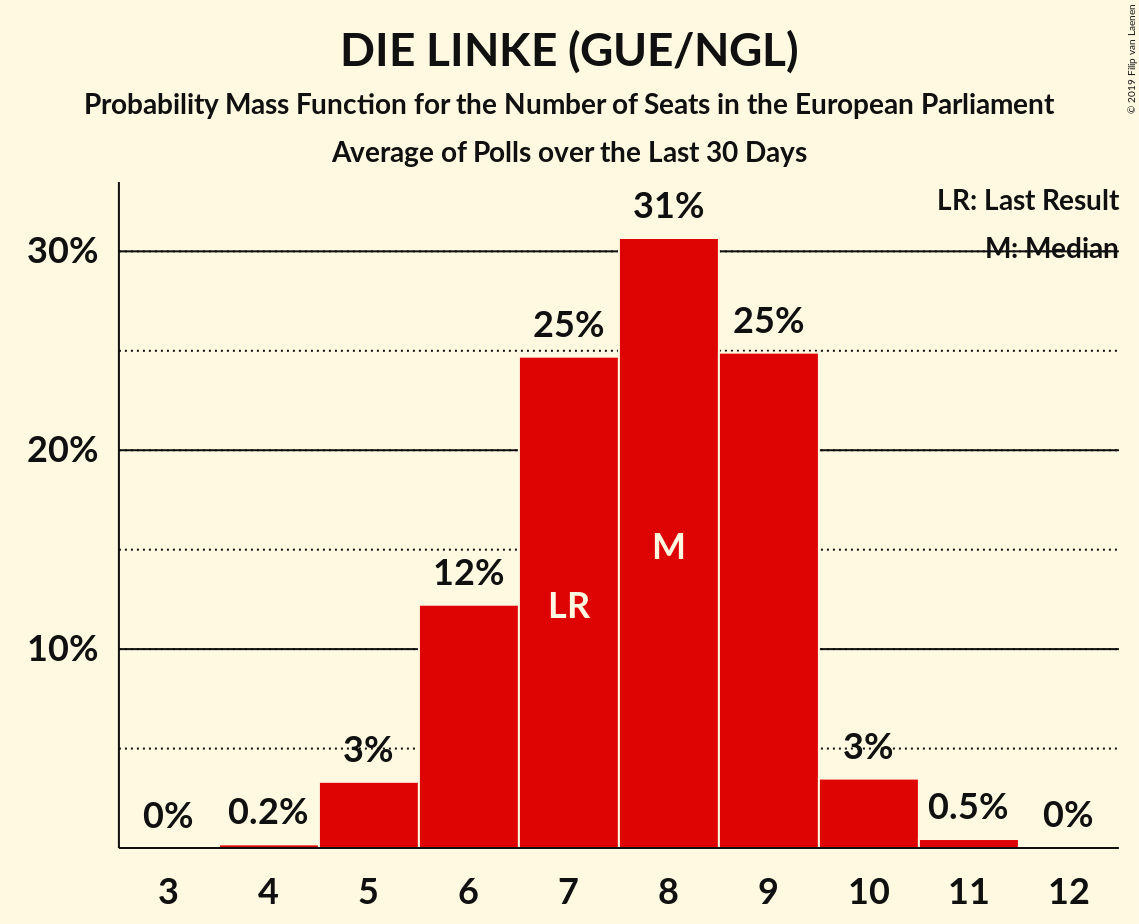 DIE LINKE (GUE/NGL)
Probability Mass Function for the Number of Seats in the European Parliament
Average of Polls over the Last 30 Days
© 2019 Filip van Laenen
LR: Last Result
M: Median
30%
20%
10%
0%
0.2%
3%
12%
25%
31%
25%
3%
0.5%
0%
LR
M
3 4 5 6 7 8 9 10 11 12